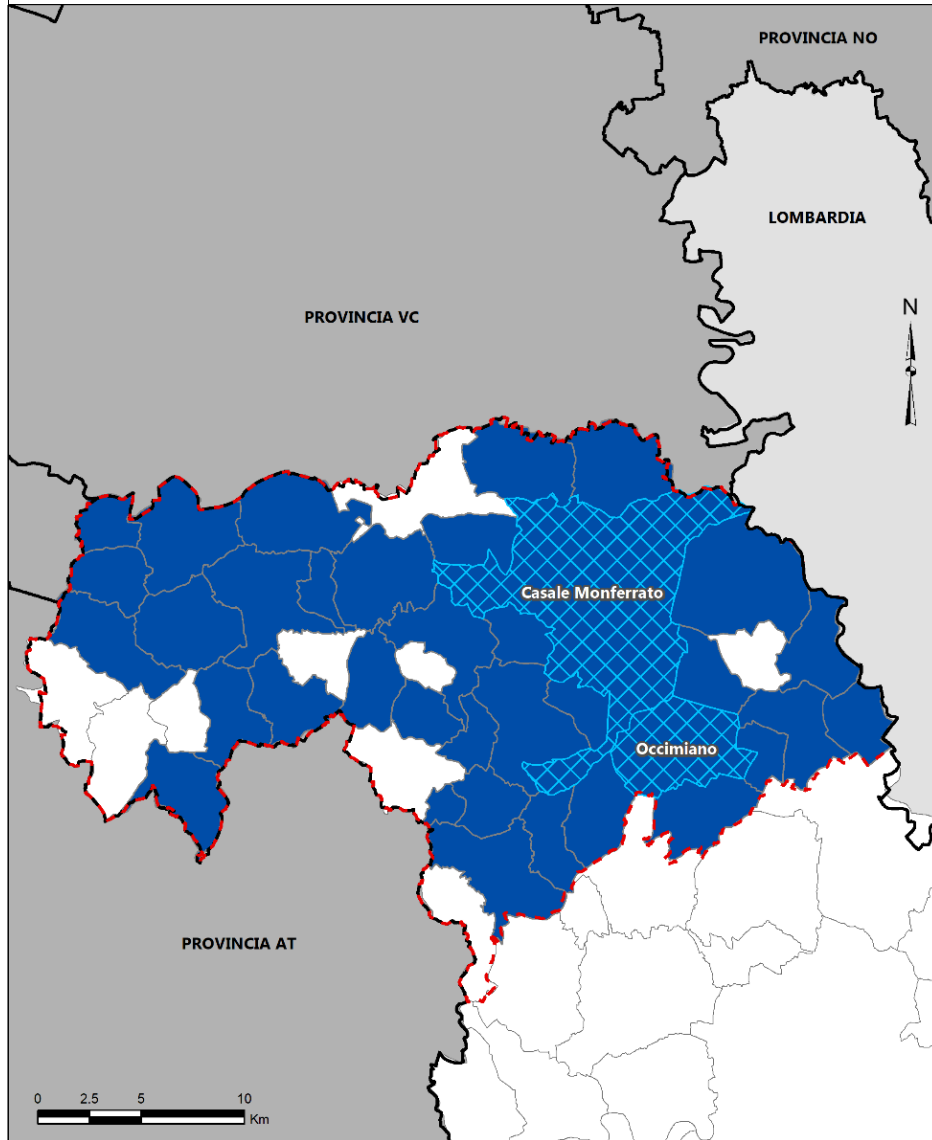 PROVINCIA NO
LOMBARDIA
N
PROVINCIA VC
Casale Monferrato
Occimiano
PROVINCIA AT
0 2.5 5 10
Km